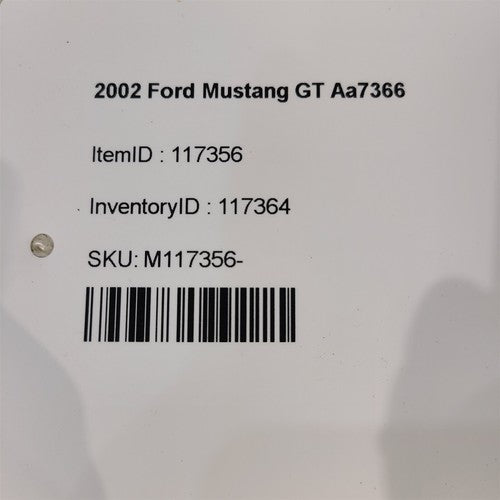 2002 Ford Mustang GT Aa7366
ItemID : 117356
InventoryID : 117364
SKU: M117356-